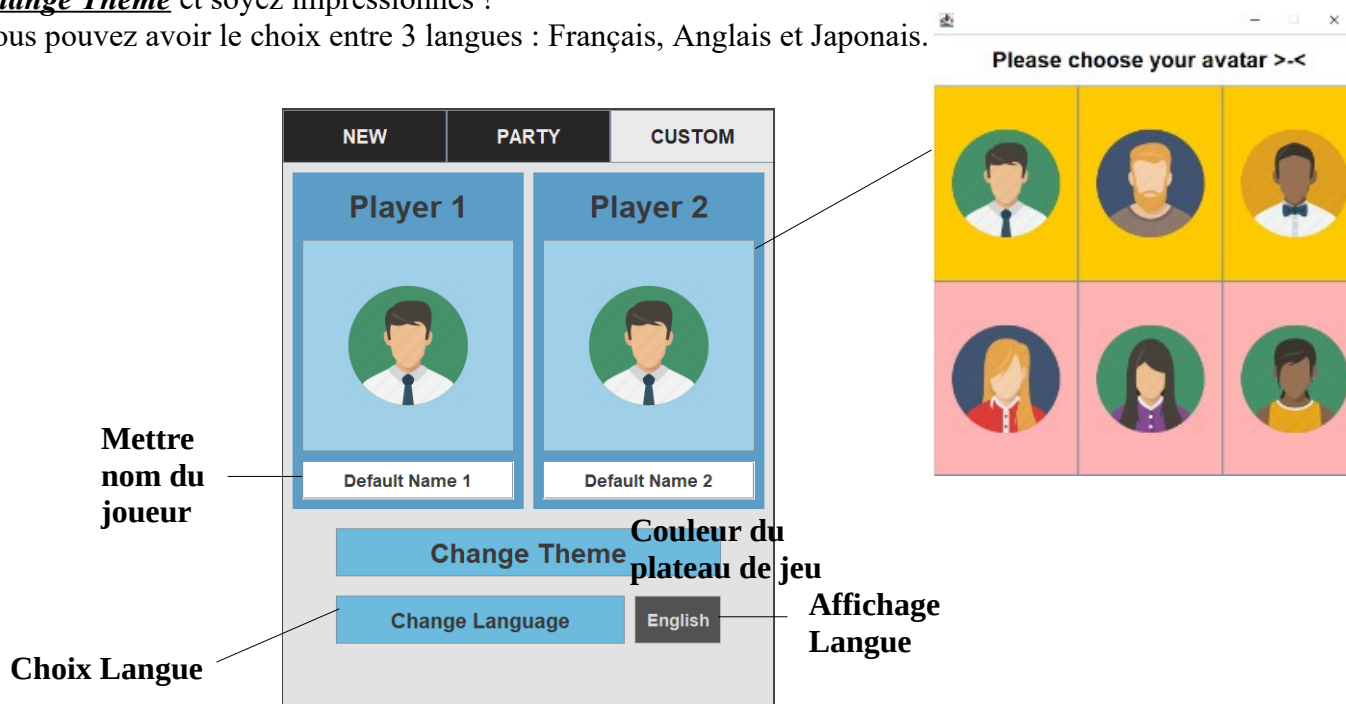 ange Theme et soyez impressionnés !
ous pouvez avoir le choix entre 3 langues : Français, Anglais et Japonais.
Please choose your avatar >-<
NEW PARTY CUSTOM
Player 1 Player 2
Mettre
nom du
joueur
Default Name 1 Default Name 2
Change Theme
Couleur du
plateau de jeu
Change Language English
Affichage
Langue
Choix Langue